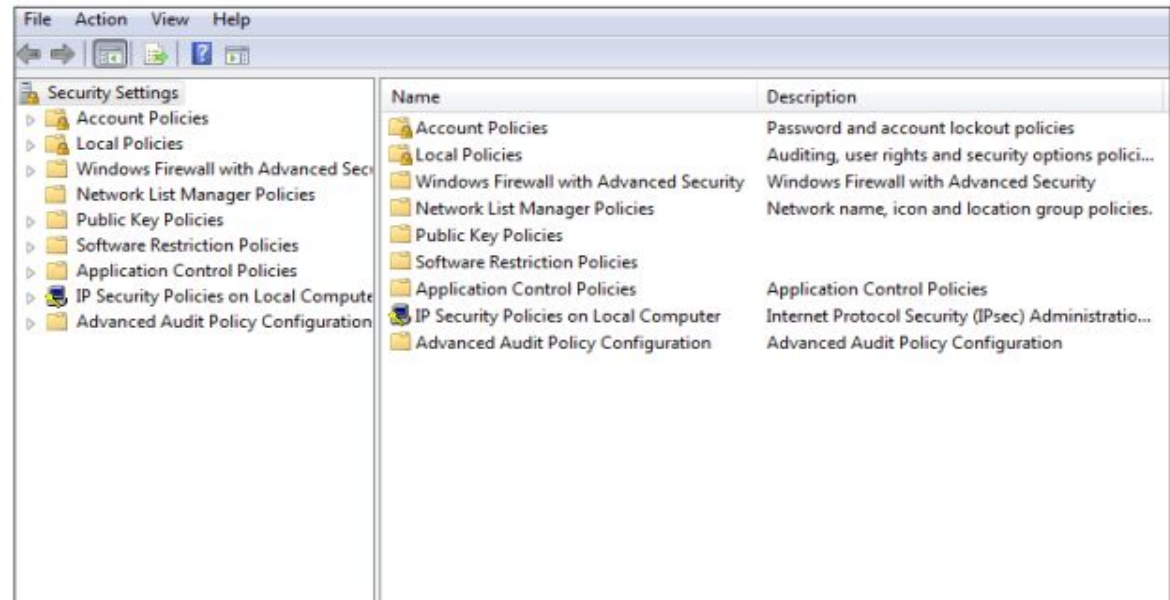 File Action View Help
Security Settings
Account Policies
Local Policies
Windows Firewall with Advanced Secu
Network List Manager Policies
Public Key Policies
Software Restriction Policies
Application Control Policies
IP Security Policies on Local Compute
Advanced Audit Policy Configuration
Name Description
Account Policies Password and account lockout policies
Local Policies Auditing, user rights and security options polici...
Windows Firewall with Advanced Security Windows Firewall with Advanced Security
Network List Manager Policies Network name, icon and location group policies.
Public Key Policies
Software Restriction Policies
Application Control Policies Application Control Policies
IP Security Policies on Local Computer Internet Protocol Security (IPsec) Administratio...
Advanced Audit Policy Configuration Advanced Audit Policy Configuration